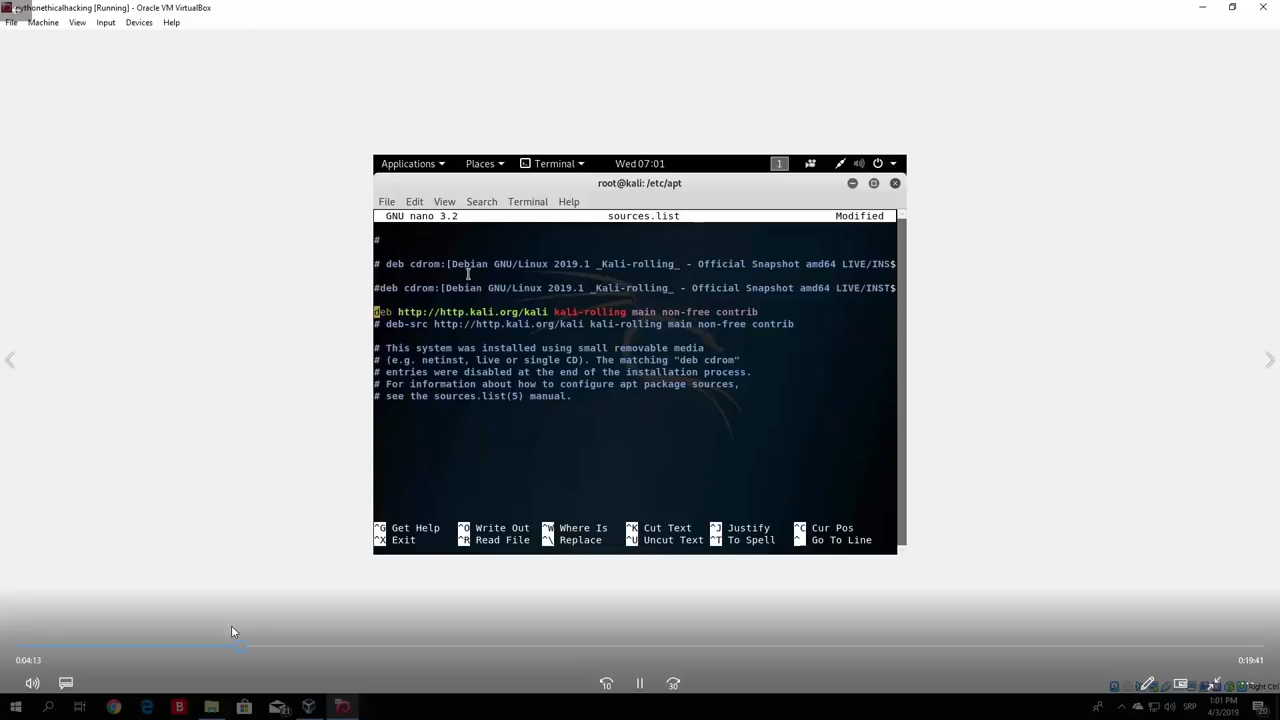 pythonethicalhacking [Running] - Oracle VM VirtualBox
File Machine View Input Devices Help
Applications Places Terminal Wed 07:01 1
root@kali: /etc/apt
File Edit View Search Terminal Help
GNU nano 3.2 sources.list Modified
#
# deb cdrom:[Debian GNU/Linux 2019.1 _Kali-rolling_ - Official Snapshot amd64 LIVE/INS$
#deb cdrom:[Debian GNU/Linux 2019.1 _Kali-rolling_ - Official Snapshot amd64 LIVE/INST$
deb http://http.kali.org/kali kali-rolling main non-free contrib
# deb-src http://http.kali.org/kali kali-rolling main non-free contrib
# This system was installed using small removable media
# (e.g. netinst, live or single CD). The matching "deb cdrom"
# entries were disabled at the end of the installation process.
# For information about how to configure apt package sources,
# see the sources.list(5) manual.
^G Get Help ^O Write Out ^W Where Is ^K Cut Text ^J Justify ^C Cur Pos
^X Exit ^R Read File ^\ Replace ^U Uncut Text ^T To Spell ^_ Go To Line
0:04:13 0:19:41
10 30
Right Ctrl
SRP 1:01 PM
4/3/2019 20